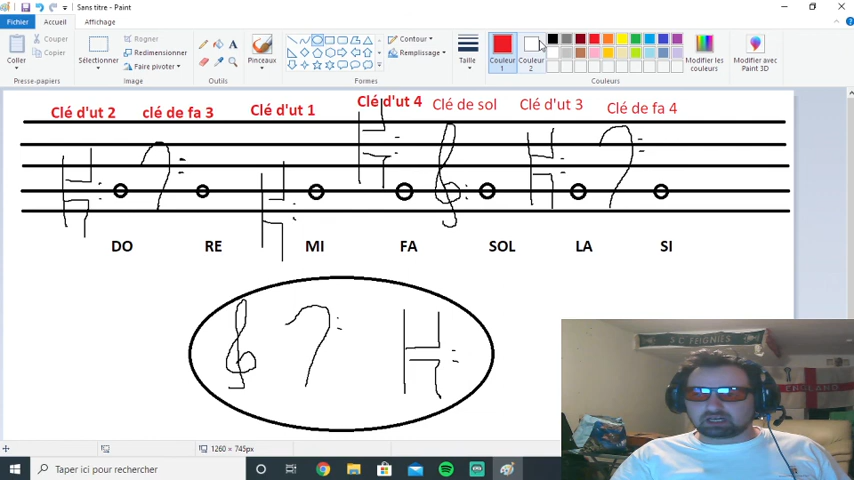 Sans titre - Paint
Fichier Accueil Affichage
Coller
Couper
Copier
Presse-papiers
Sélectionner
Rogner
Redimensionner
Faire pivoter
Image
A
Outils
Pinceaux
Contour
Remplissage
Formes
Taille
Couleur 1
Couleur 2
Couleurs
Modifier les couleurs
Modifier avec Paint 3D
Clé d'ut 2 clé de fa 3 Clé d'ut 1 Clé d'ut 4 Clé de sol Clé d'ut 3 Clé de fa 4
DO RE MI FA SOL LA SI
S C FEIGNIES
ENGLAND
1260 × 745px
Taper ici pour rechercher